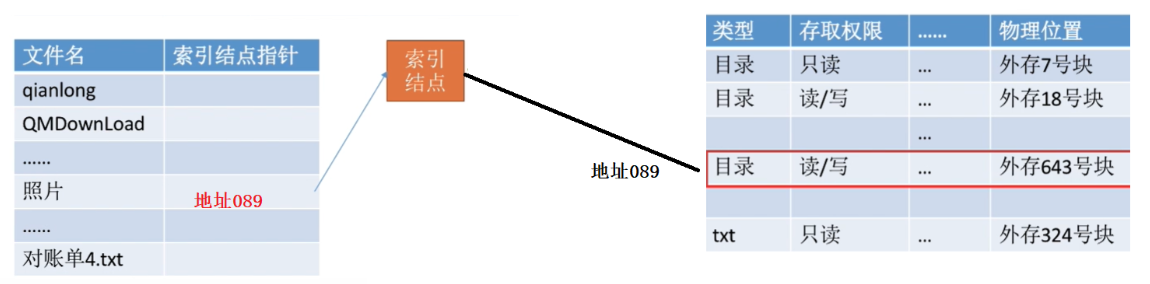 文件名 索引结点指针
qianlong
QMDownLoad
……
照片 地址089
……
对账单4.txt
索引
结点
地址089
类型 存取权限 …… 物理位置
目录 只读 … 外存7号块
目录 读/写 … 外存18号块
…
目录 读/写 … 外存643号块
txt 只读 … 外存324号块